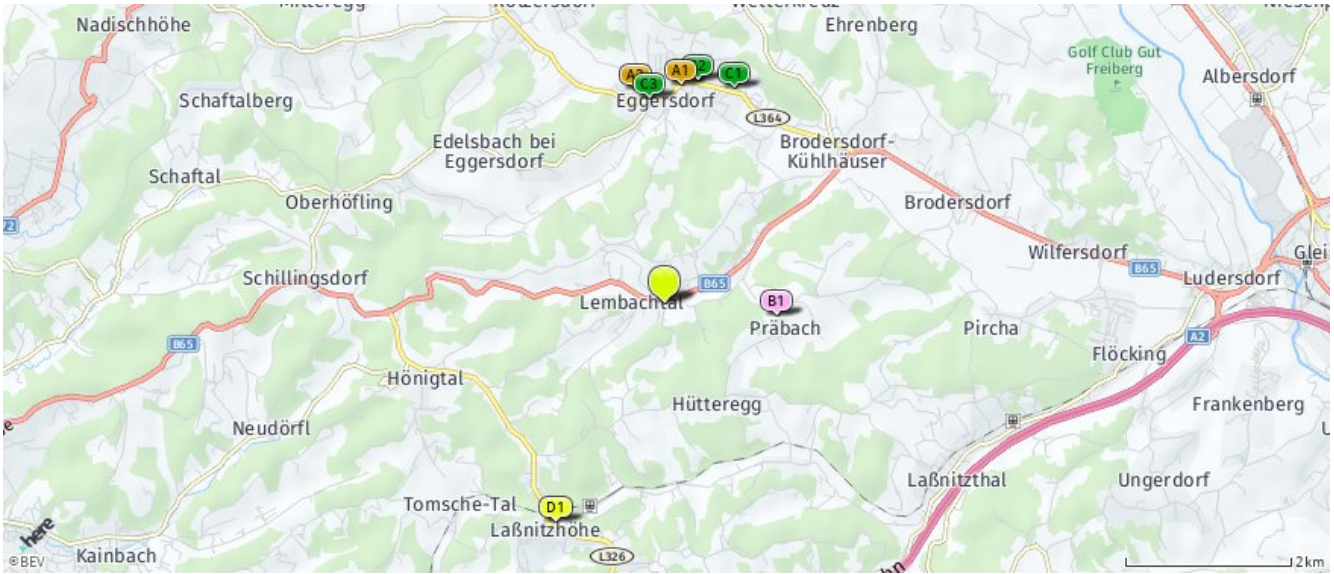 Nadischhöhe
Ehrenberg
Golf Club Gut
Freiberg
Albersdorf
A1
C1
C3
Eggersdorf
Schaftalberg
L364
Edelsbach bei
Eggersdorf
Brodersdorf-
Kühlhäuser
Schaftal
Oberhöfling
Brodersdorf
72
Wilfersdorf
B65
Glei
Ludersdorf
Schillingsdorf
B65
Lembachtal
B1
Präbach
Pircha
A2
B65
Flöcking
Hönigtal
Hütteregg
Frankenberg
Neudörfl
Laßnitzthal
Ungerdorf
Tomsche-Tal
D1
Laßnitzhöhe
L326
Kainbach
here
©BEV
2km